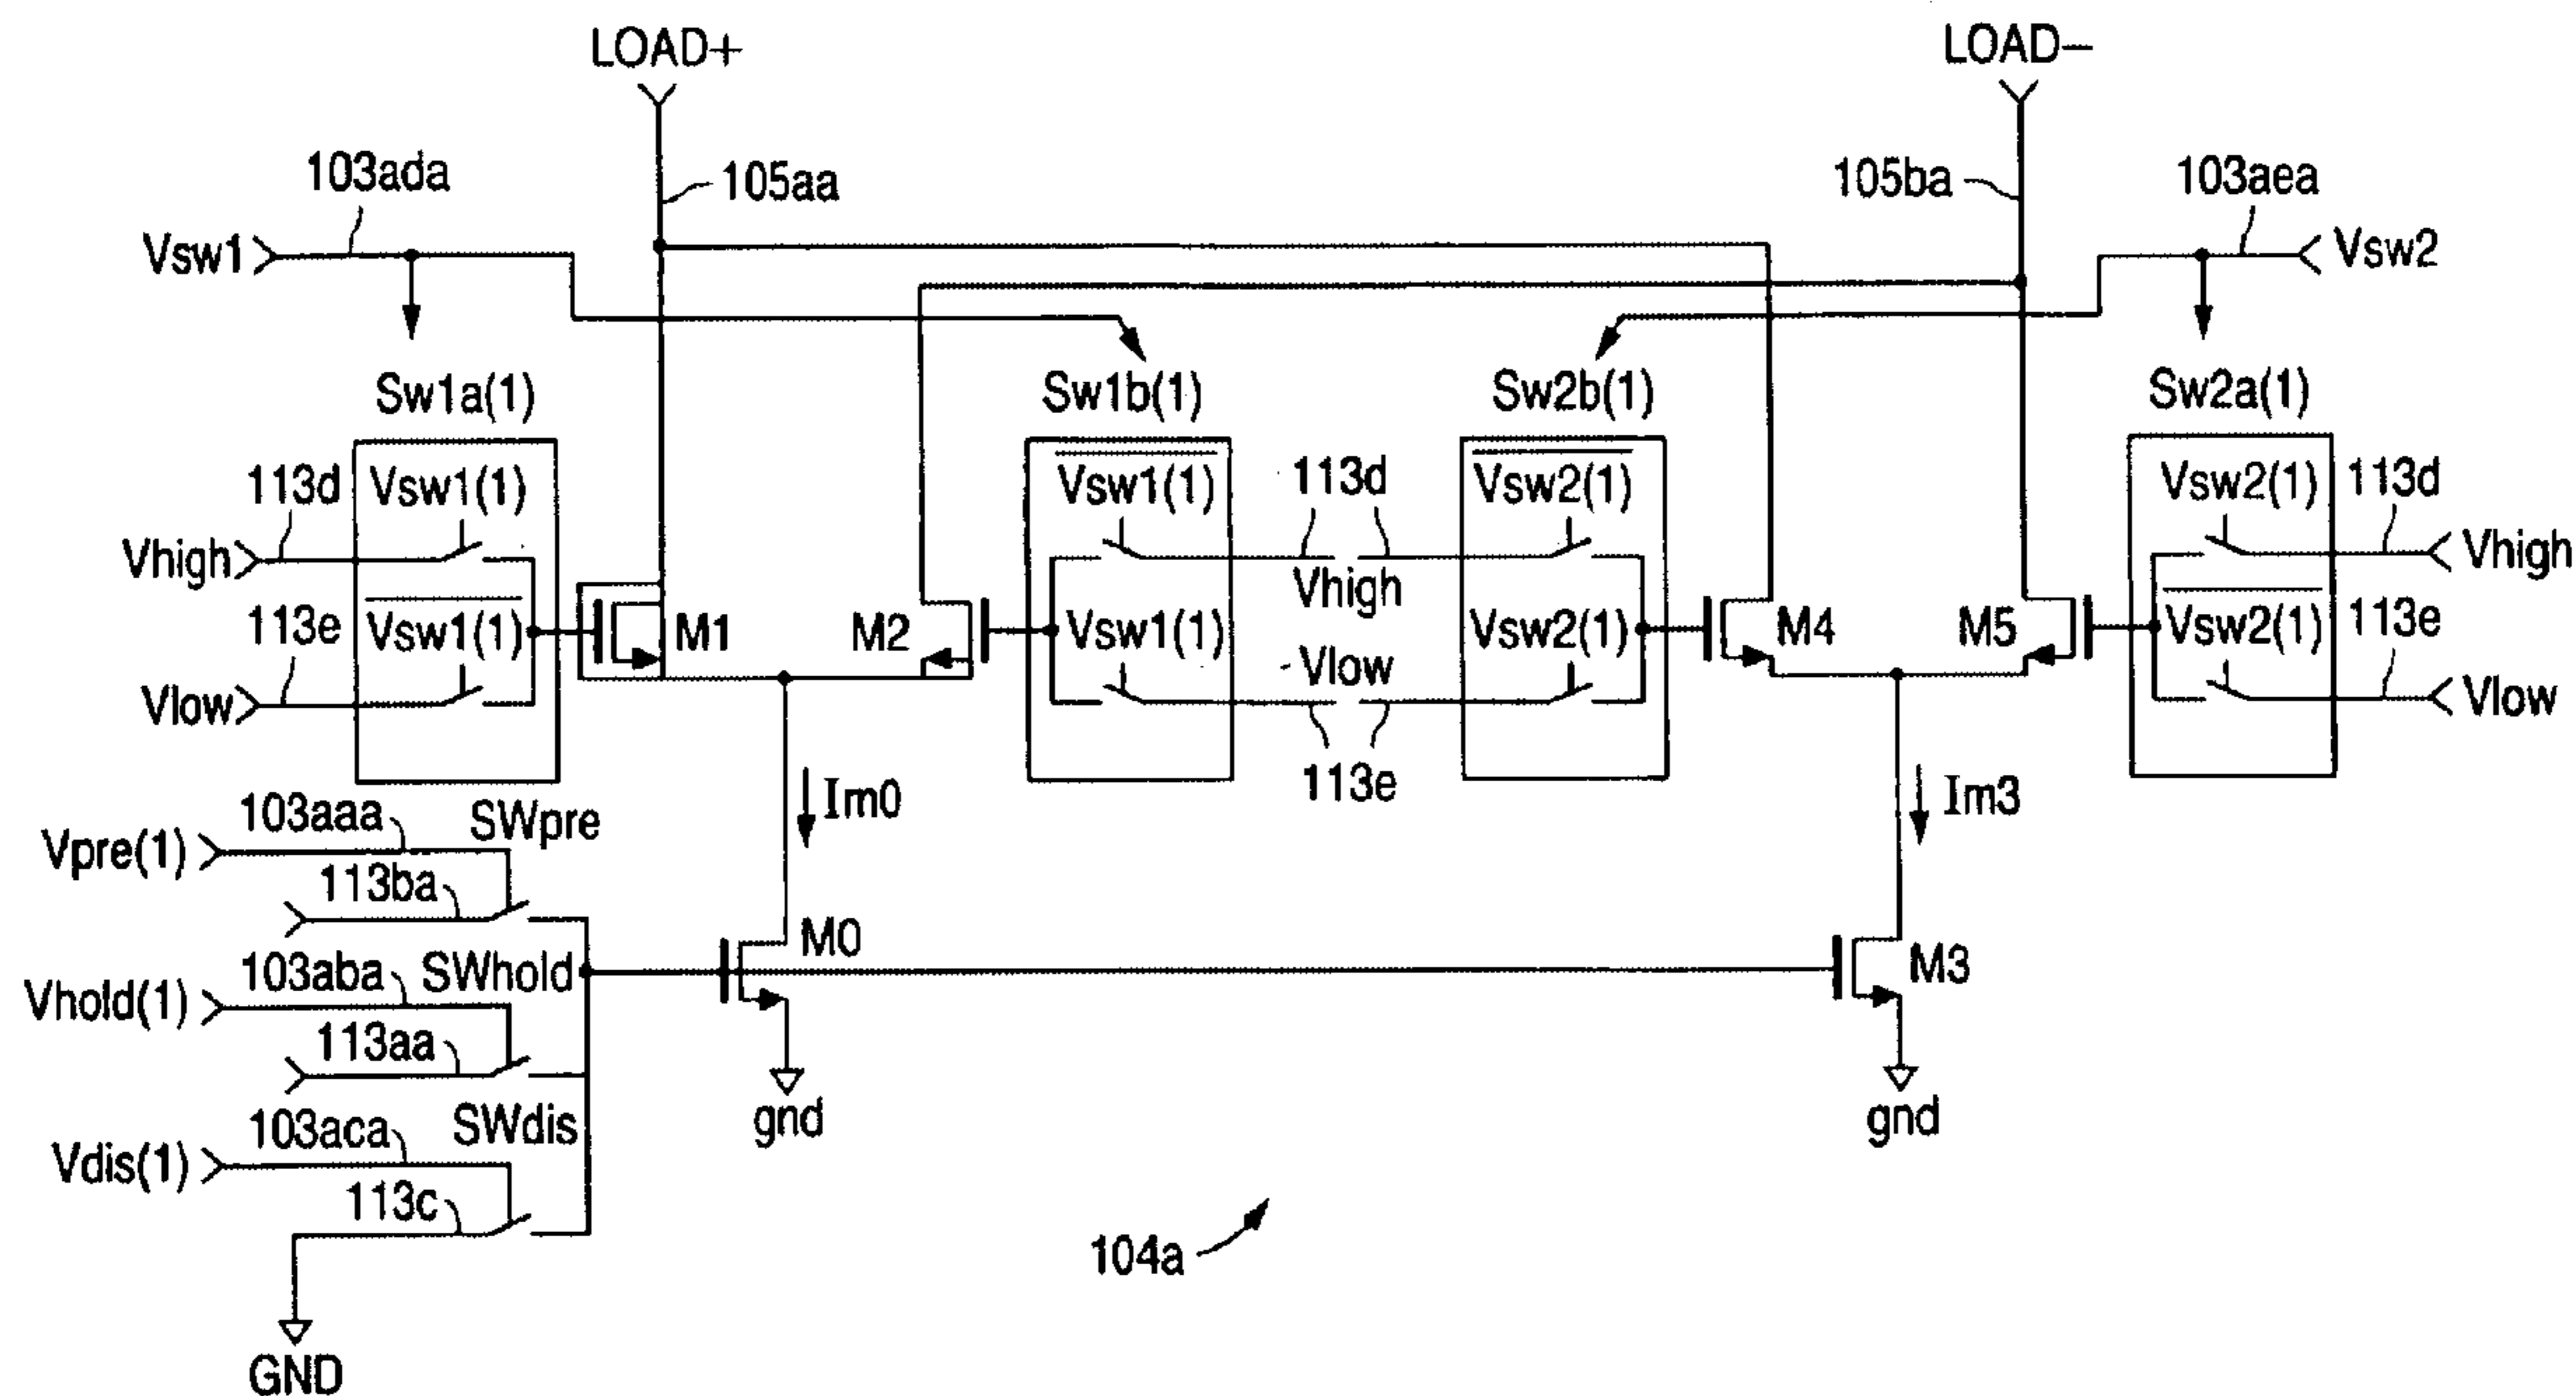 LOAD+ LOAD−
103ada 105aa 105ba 103aea
Vsw1 Vsw2
Sw1a(1) Sw1b(1) Sw2b(1) Sw2a(1)
113d Vsw1(1) Vsw1(1) 113d Vsw2(1) Vsw2(1) 113d
Vhigh Vhigh Vhigh
113e Vsw1(1) M1 M2 Vsw1(1) Vsw2(1) M4 M5 Vsw2(1) 113e
Vlow Vlow Vlow
113e
103aaa SWpre Im0 Im3
Vpre(1)
113ba
M0 M3
103aba SWhold
Vhold(1)
113aa
103aca SWdis gnd gnd
Vdis(1)
113c
104a
GND